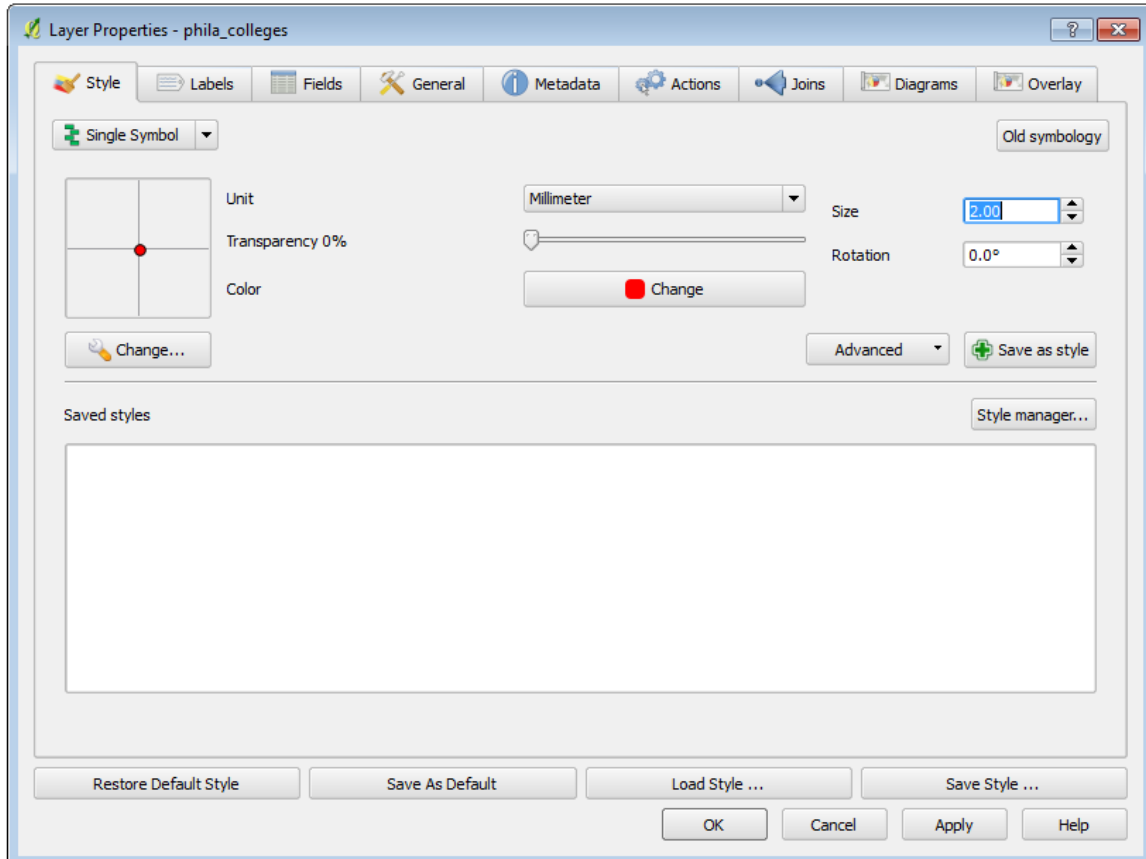 Layer Properties - phila_colleges
Style Labels Fields General Metadata Actions Joins Diagrams Overlay
Single Symbol Old symbology
Unit Millimeter Size 2.00
Transparency 0%
Rotation 0.0°
Color Change
Change... Advanced Save as style
Saved styles Style manager...
Restore Default Style Save As Default Load Style ... Save Style ...
OK Cancel Apply Help